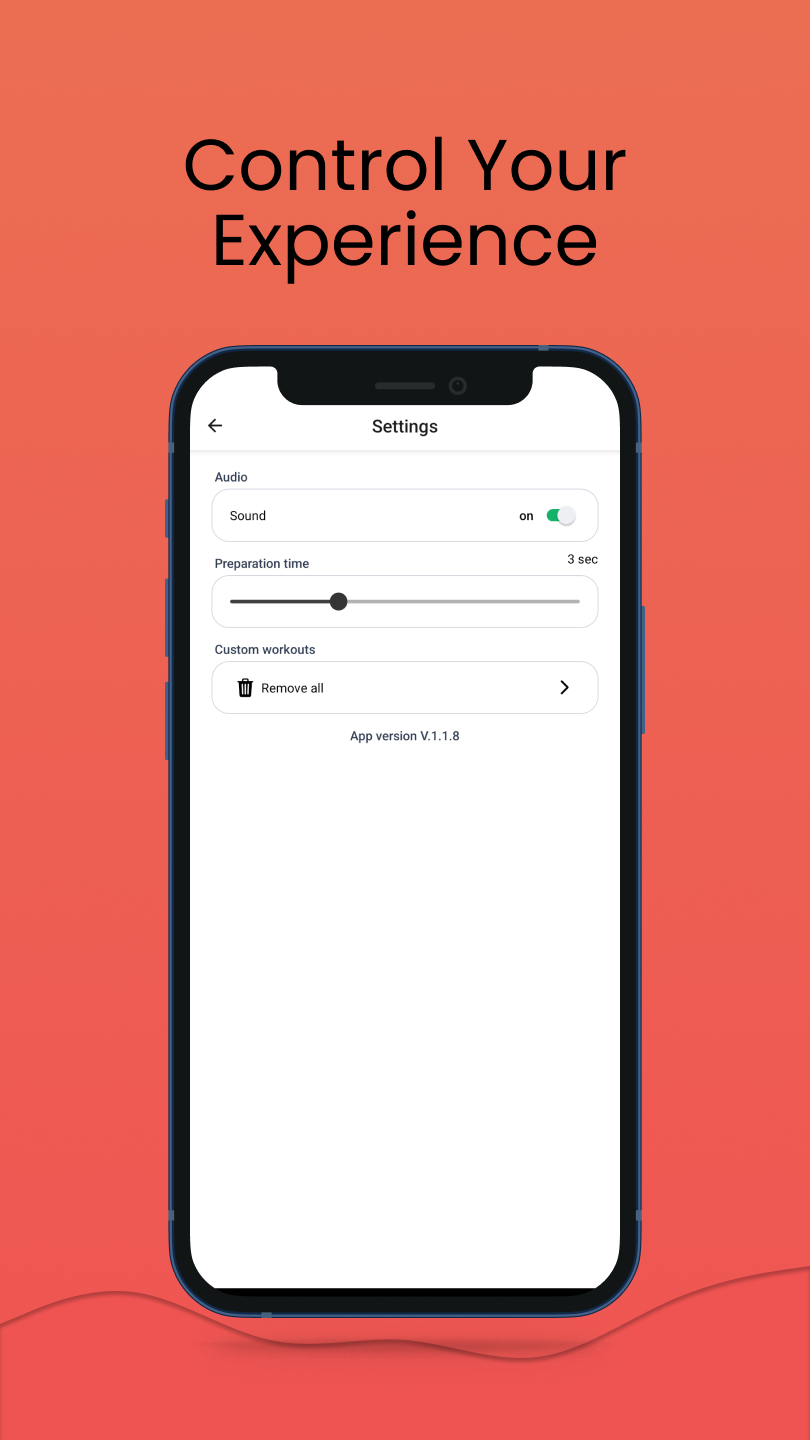 Control Your
Experience
Settings
Audio
Sound
on
Preparation time
3 sec
Custom workouts
Remove all
App version V.1.1.8